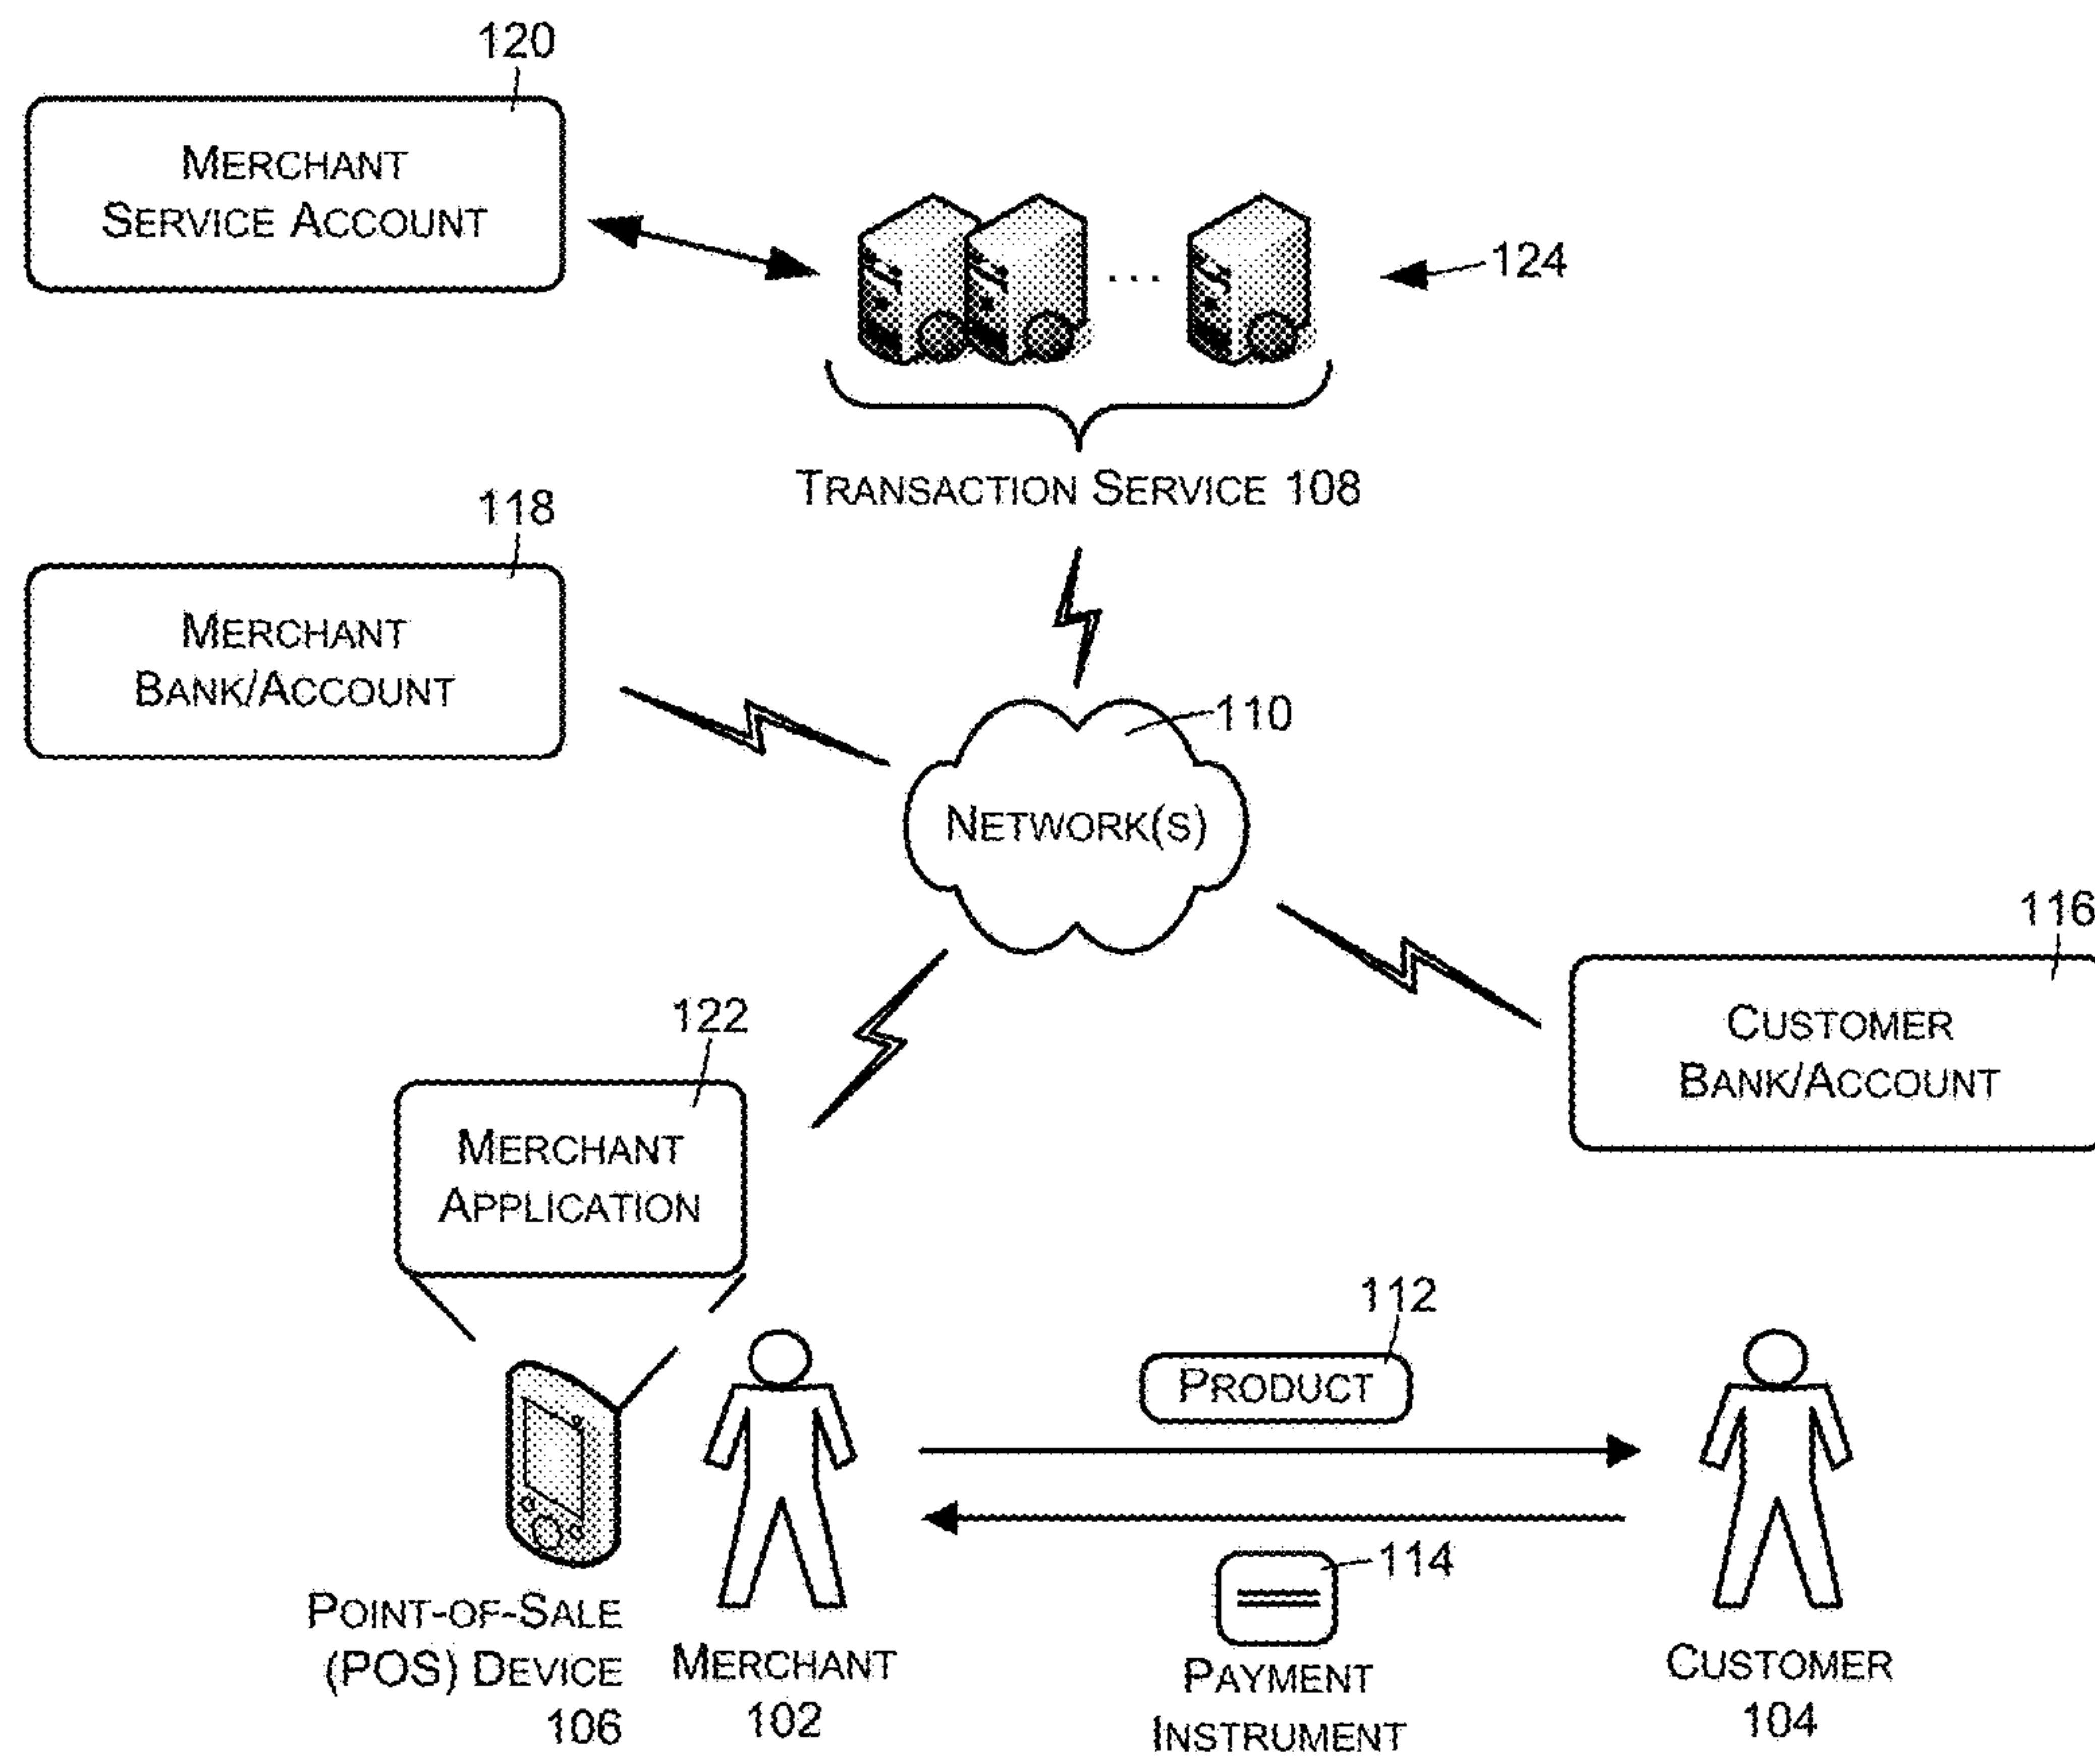 120
MERCHANT
SERVICE ACCOUNT
...
124
TRANSACTION SERVICE 108
118
MERCHANT
BANK/ACCOUNT
110
NETWORK(S)
116
CUSTOMER
BANK/ACCOUNT
122
MERCHANT
APPLICATION
112
PRODUCT
114
POINT-OF-SALE
(POS) DEVICE
106
MERCHANT
102
PAYMENT
INSTRUMENT
CUSTOMER
104